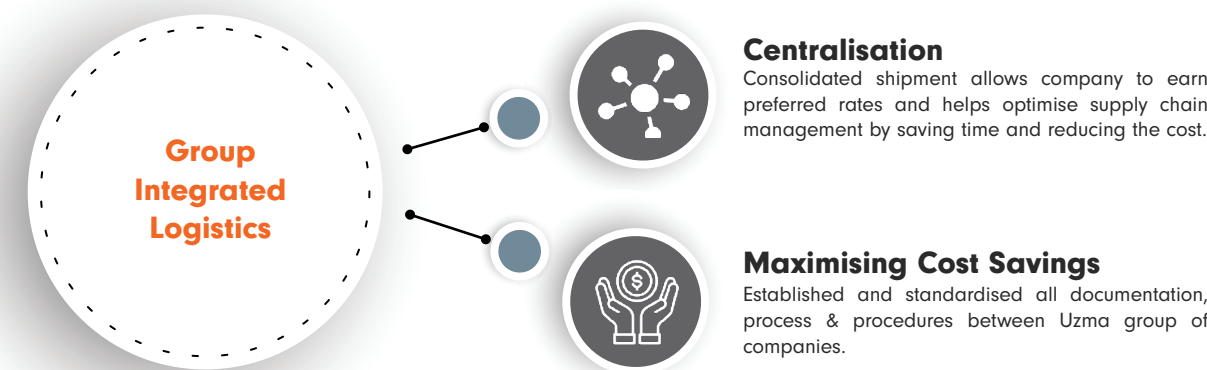 Group
Integrated
Logistics
Centralisation
Consolidated shipment allows company to earn
preferred rates and helps optimise supply chain
management by saving time and reducing the cost.
Maximising Cost Savings
Established and standardised all documentation,
process & procedures between Uzma group of
companies.